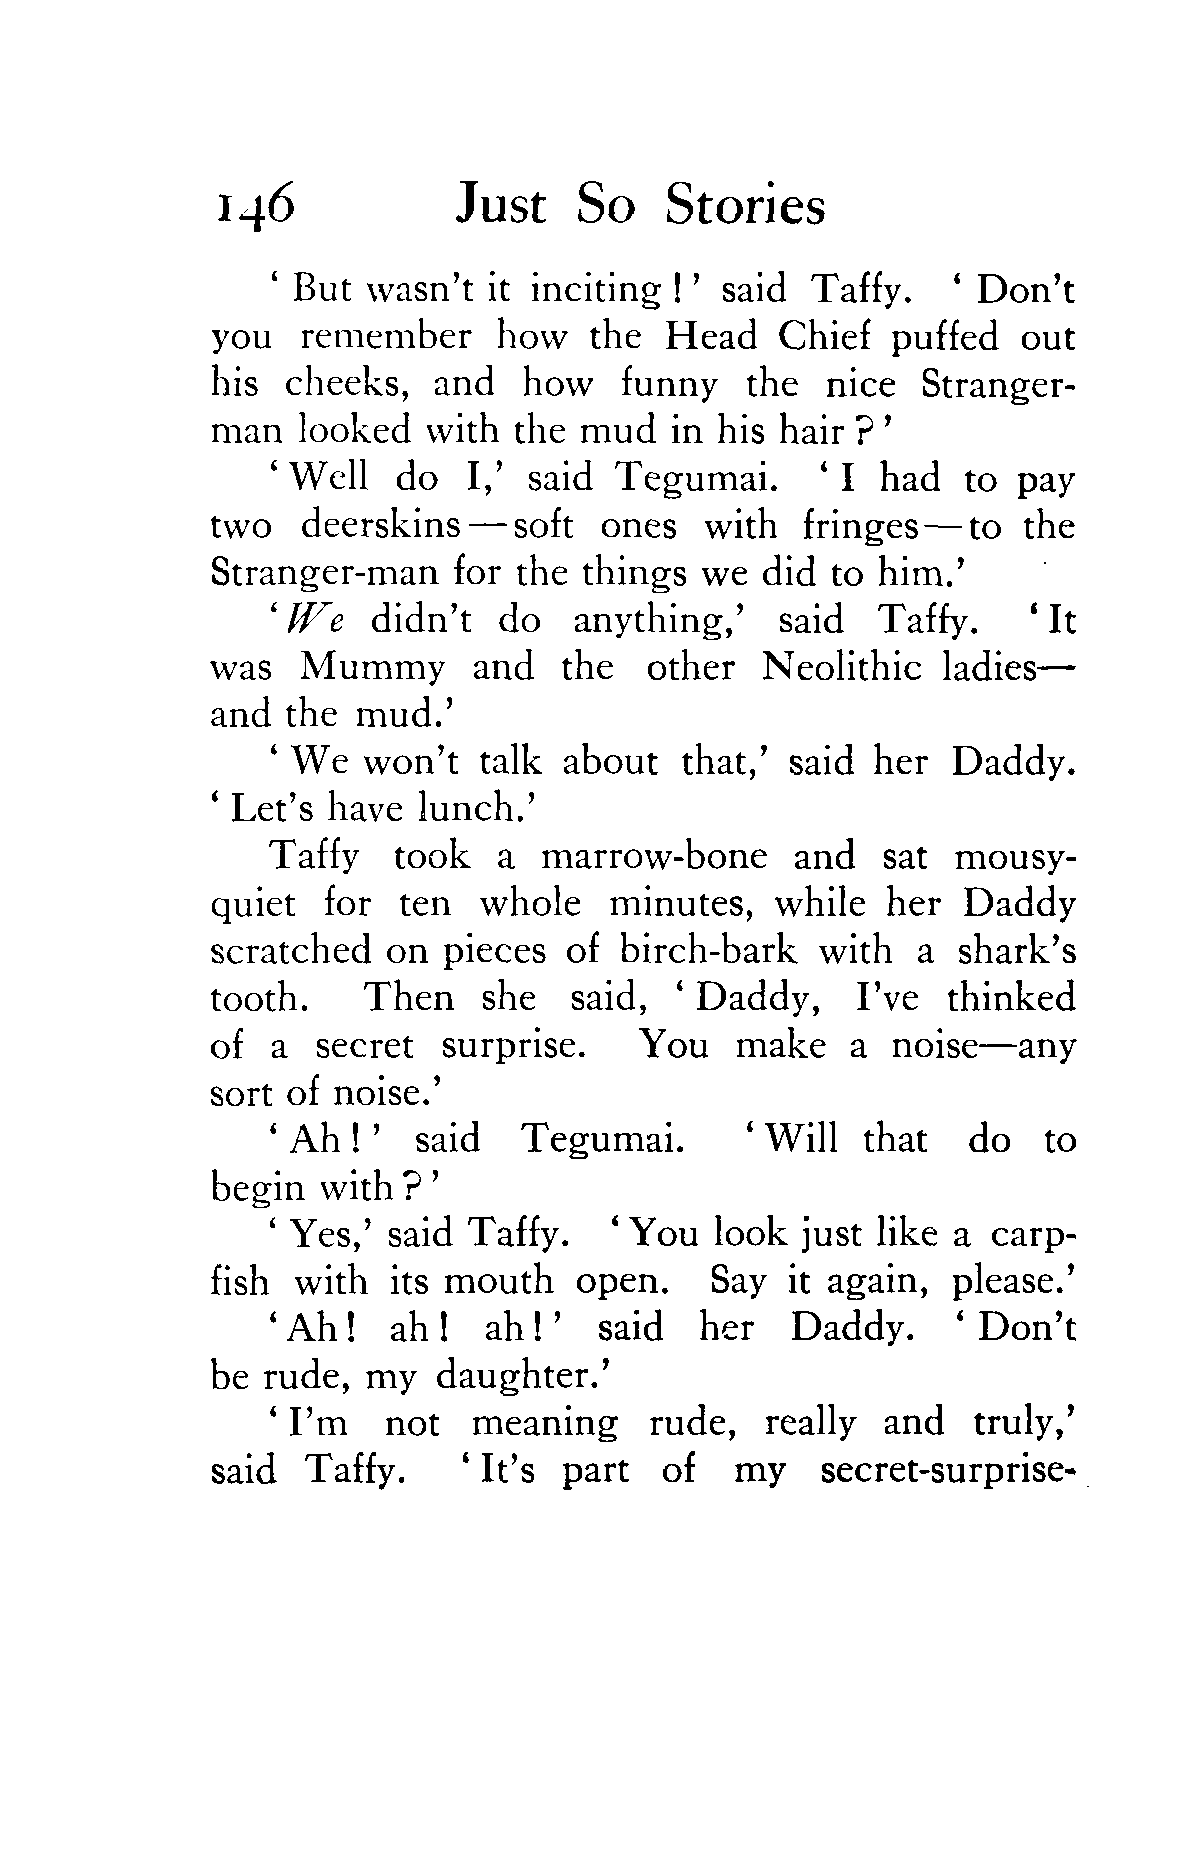 146 Just So Stories
‘ But wasn’t it inciting ! ’ said Taffy. ‘ Don’t
you remember how the Head Chief puffed out
his cheeks, and how funny the nice Stranger-
man looked with the mud in his hair ? ’
‘ Well do I,’ said Tegumai. ‘ I had to pay
two deerskins—soft ones with fringes—to the
Stranger-man for the things we did to him.’
‘ We didn’t do anything,’ said Taffy. ‘ It
was Mummy and the other Neolithic ladies—
and the mud.’
‘ We won’t talk about that,’ said her Daddy.
‘ Let’s have lunch.’
Taffy took a marrow-bone and sat mousy-
quiet for ten whole minutes, while her Daddy
scratched on pieces of birch-bark with a shark’s
tooth. Then she said, ‘ Daddy, I’ve thinked
of a secret surprise. You make a noise—any
sort of noise.’
‘ Ah ! ’ said Tegumai. ‘ Will that do to
begin with ? ’
‘ Yes,’ said Taffy. ‘ You look just like a carp-
fish with its mouth open. Say it again, please.’
‘ Ah ! ah ! ah ! ’ said her Daddy. ‘ Don’t
be rude, my daughter.’
‘ I’m not meaning rude, really and truly,’
said Taffy. ‘ It’s part of my secret-surprise-